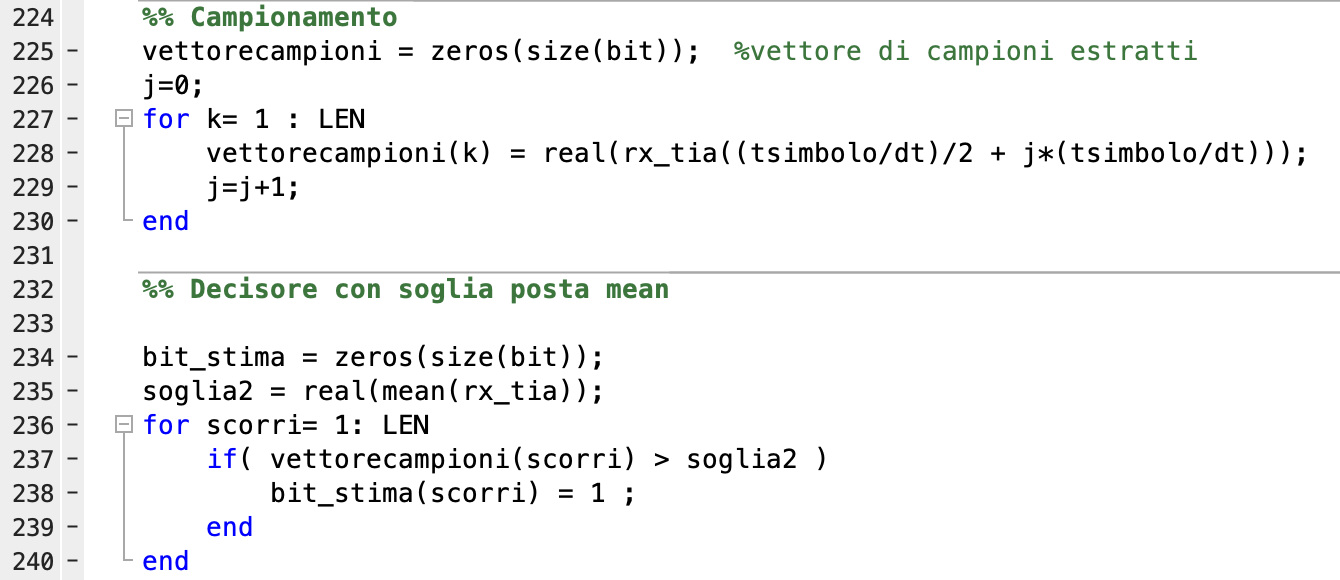 224 %% Campionamento
225 - vettorecampioni = zeros(size(bit));  %vettore di campioni estratti
226 - j=0;
227 - for k= 1 : LEN
228 -     vettorecampioni(k) = real(rx_tia((tsimbolo/dt)/2 + j*(tsimbolo/dt)));
229 -     j=j+1;
230 - end
231
232 %% Decisore con soglia posta mean
233
234 - bit_stima = zeros(size(bit));
235 - soglia2 = real(mean(rx_tia));
236 - for scorri= 1: LEN
237 -     if( vettorecampioni(scorri) > soglia2 )
238 -         bit_stima(scorri) = 1 ;
239 -     end
240 - end